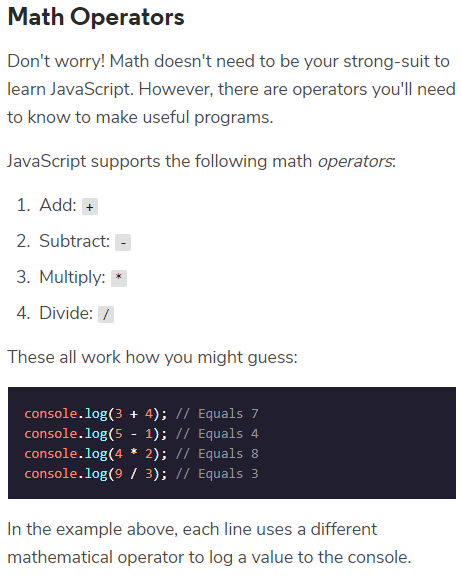 Math Operators
Don't worry! Math doesn't need to be your strong-suit to
learn JavaScript. However, there are operators you'll need
to know to make useful programs.
JavaScript supports the following math operators:
1. Add: +
2. Subtract: -
3. Multiply: *
4. Divide: /
These all work how you might guess:
console.log(3 + 4); // Equals 7
console.log(5 - 1); // Equals 4
console.log(4 * 2); // Equals 8
console.log(9 / 3); // Equals 3
In the example above, each line uses a different
mathematical operator to log a value to the console.